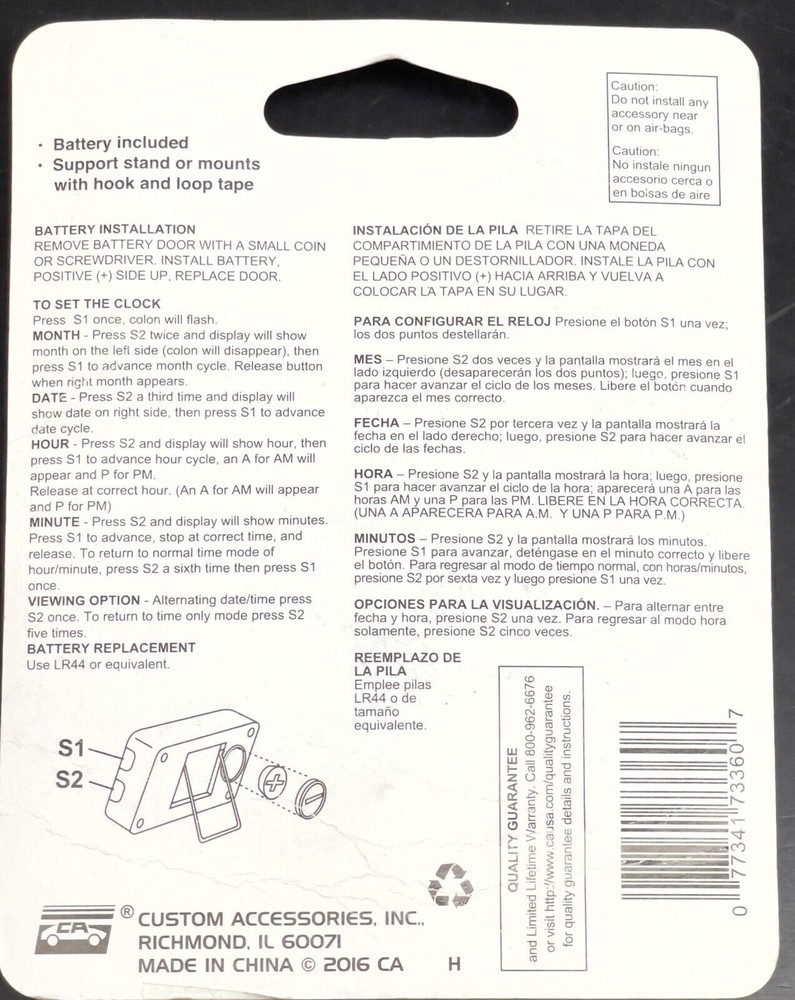 · Battery included
· Support stand or mounts
with hook and loop tape
Caution:
Do not install any
accessory near
or on air-bags.
Caution:
No instale ningun
accesorio cerca o
en bolsas de aire
BATTERY INSTALLATION
REMOVE BATTERY DOOR WITH A SMALL COIN
OR SCREWDRIVER. INSTALL BATTERY,
POSITIVE (+) SIDE UP, REPLACE DOOR.
TO SET THE CLOCK
Press S1 once, colon will flash.
MONTH - Press S2 twice and display will show
month on the left side (colon will disappear), then
press S1 to advance month cycle. Release button
when right month appears.
DATE - Press S2 a third time and display will
show date on right side, then press S1 to advance
date cycle.
HOUR - Press S2 and display will show hour, then
press S1 to advance hour cycle, an A for AM will
appear and P for PM.
Release at correct hour. (An A for AM will appear
and P for PM)
MINUTE - Press S2 and display will show minutes.
Press S1 to advance, stop at correct time, and
release. To return to normal time mode of
hour/minute, press S2 a sixth time then press S1
once.
VIEWING OPTION - Alternating date/time press
S2 once. To return to time only mode press S2
five times.
BATTERY REPLACEMENT
Use LR44 or equivalent.
INSTALACIÓN DE LA PILA RETIRE LA TAPA DEL
COMPARTIMIENTO DE LA PILA CON UNA MONEDA
PEQUEÑA O UN DESTORNILLADOR. INSTALE LA PILA CON
EL LADO POSITIVO (+) HACIA ARRIBA Y VUELVA A
COLOCAR LA TAPA EN SU LUGAR.
PARA CONFIGURAR EL RELOJ Presione el botón S1 una vez;
los dos puntos destellarán.
MES – Presione S2 dos veces y la pantalla mostrará el mes en el
lado izquierdo (desaparecerán los dos puntos); luego, presione S1
para hacer avanzar el ciclo de los meses. Libere el botón cuando
aparezca el mes correcto.
FECHA – Presione S2 por tercera vez y la pantalla mostrará la
fecha en el lado derecho; luego, presione S2 para hacer avanzar el
ciclo de las fechas.
HORA – Presione S2 y la pantalla mostrará la hora; luego, presione
S1 para hacer avanzar el ciclo de la hora; aparecerá una A para las
horas AM y una P para las PM. LIBERE EN LA HORA CORRECTA.
(UNA A APARECERA PARA A.M. Y UNA P PARA P.M.)
MINUTOS – Presione S2 y la pantalla mostrará los minutos.
Presione S1 para avanzar, deténgase en el minuto correcto y libere
el botón. Para regresar al modo de tiempo normal, con horas/minutos,
presione S2 por sexta vez y luego presione S1 una vez.
OPCIONES PARA LA VISUALIZACIÓN. – Para alternar entre
fecha y hora, presione S2 una vez. Para regresar al modo hora
solamente, presione S2 cinco veces.
REEMPLAZO DE
LA PILA
Emplee pilas
LR44 o de
tamaño
equivalente.
S1
S2
QUALITY GUARANTEE
and Limited Lifetime Warranty. Call 800-962-6676
or visit http://www.causa.com/qualityguarantee
for quality guarantee details and instructions.
0 77341 73360 7
CA ® CUSTOM ACCESSORIES, INC.,
RICHMOND, IL 60071
MADE IN CHINA © 2016 CA H